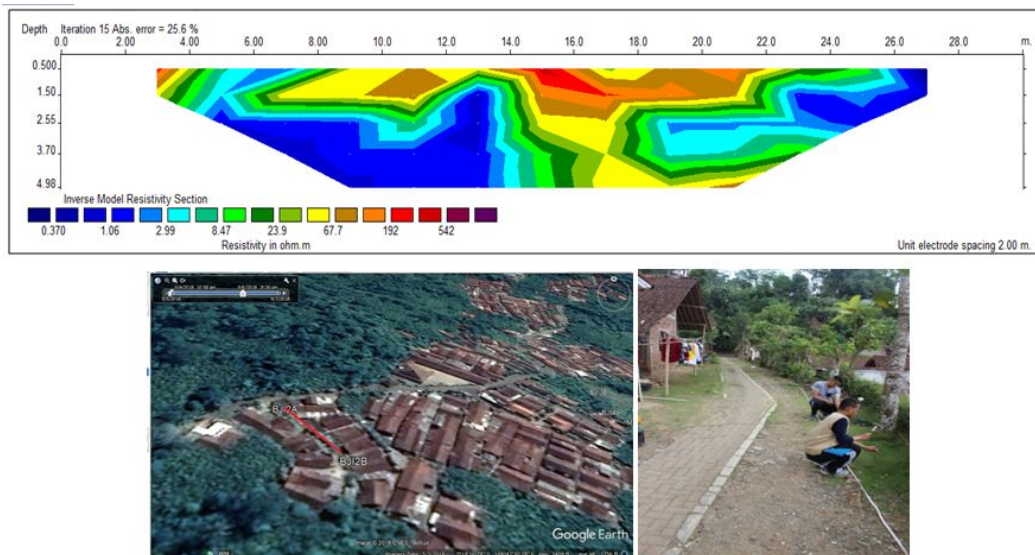 Depth Iteration 15 Abs. error = 25.6 %
0.0 2.00 4.00 6.00 8.00 10.0 12.0 14.0 16.0 18.0 20.0 22.0 24.0 26.0 28.0 m.
0.500
1.50
2.55
3.70
4.98
Inverse Model Resistivity Section
0.370 1.06 2.99 8.47 23.9 67.7 192 542
Resistivity in ohm.m
Unit electrode spacing 2.00 m.
BJI2A
BJI2B
Google Earth